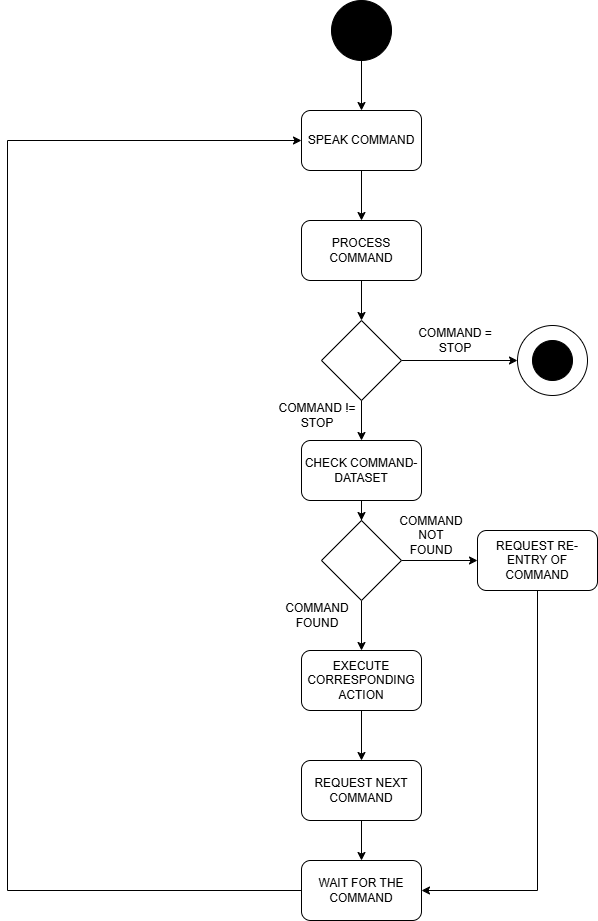 SPEAK COMMAND
PROCESS
COMMAND
COMMAND =
STOP
COMMAND !=
STOP
CHECK COMMAND-
DATASET
COMMAND
NOT
FOUND
REQUEST RE-
ENTRY OF
COMMAND
COMMAND
FOUND
EXECUTE
CORRESPONDING
ACTION
REQUEST NEXT
COMMAND
WAIT FOR THE
COMMAND